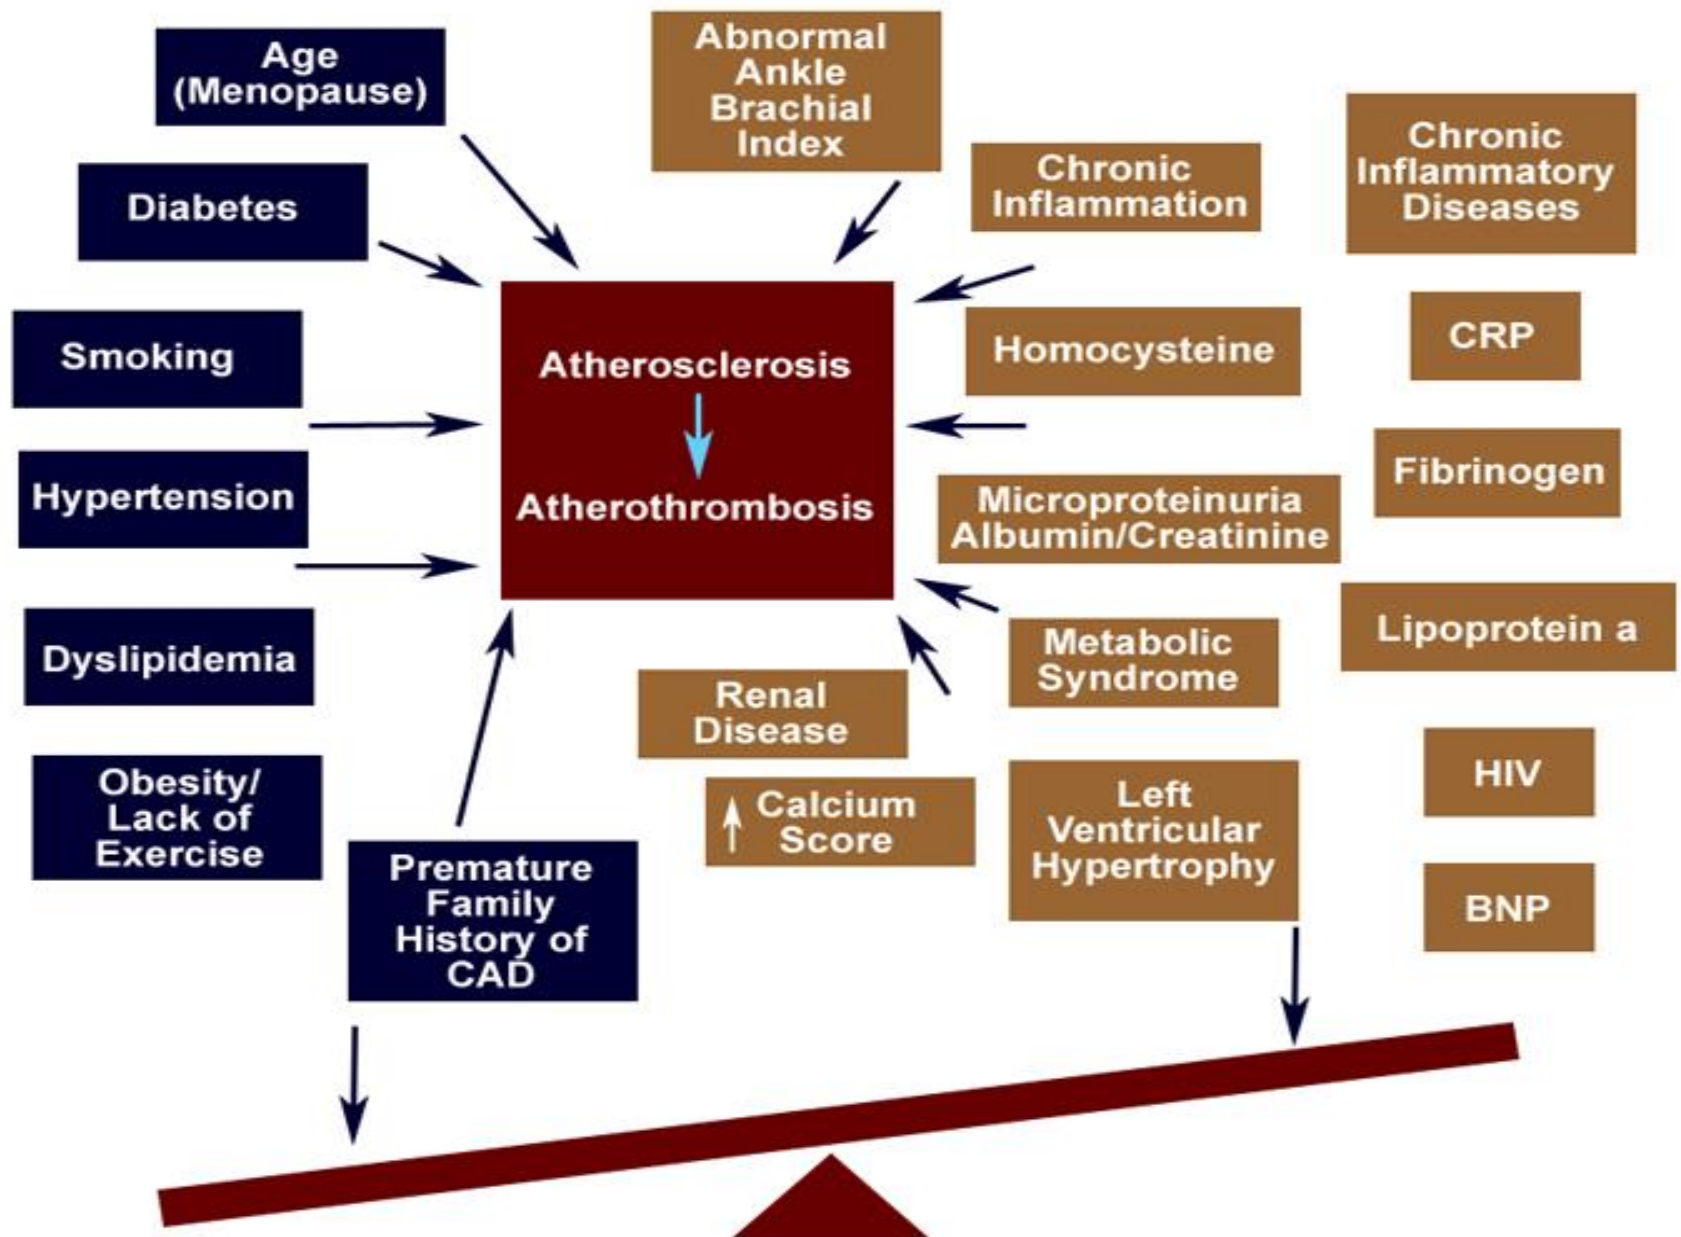 Age
(Menopause)
Diabetes
Smoking
Hypertension
Dyslipidemia
Obesity/
Lack of
Exercise
Premature
Family
History of
CAD
Atherosclerosis
Atherothrombosis
Abnormal
Ankle
Brachial
Index
Chronic
Inflammation
Homocysteine
Microproteinuria
Albumin/Creatinine
Metabolic
Syndrome
Renal
Disease
Calcium
Score
Left
Ventricular
Hypertrophy
Chronic
Inflammatory
Diseases
CRP
Fibrinogen
Lipoprotein a
HIV
BNP